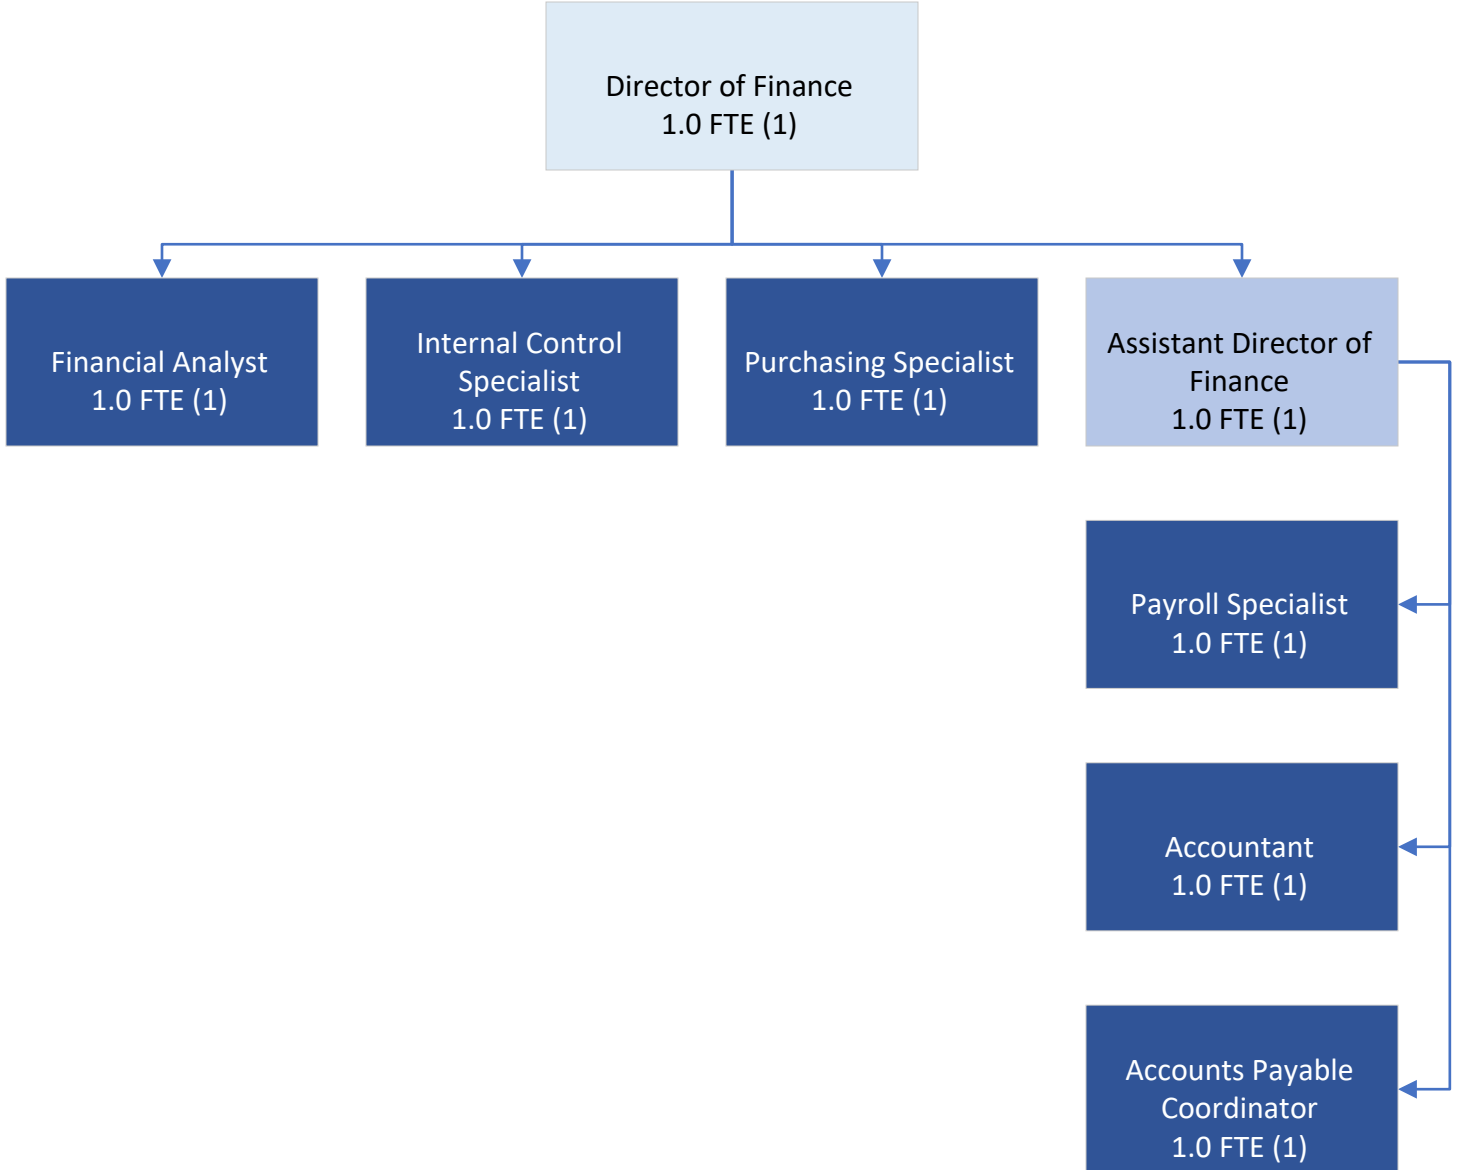 Director of Finance
1.0 FTE (1)
Financial Analyst
1.0 FTE (1)
Internal Control
Specialist
1.0 FTE (1)
Purchasing Specialist
1.0 FTE (1)
Assistant Director of
Finance
1.0 FTE (1)
Payroll Specialist
1.0 FTE (1)
Accountant
1.0 FTE (1)
Accounts Payable
Coordinator
1.0 FTE (1)